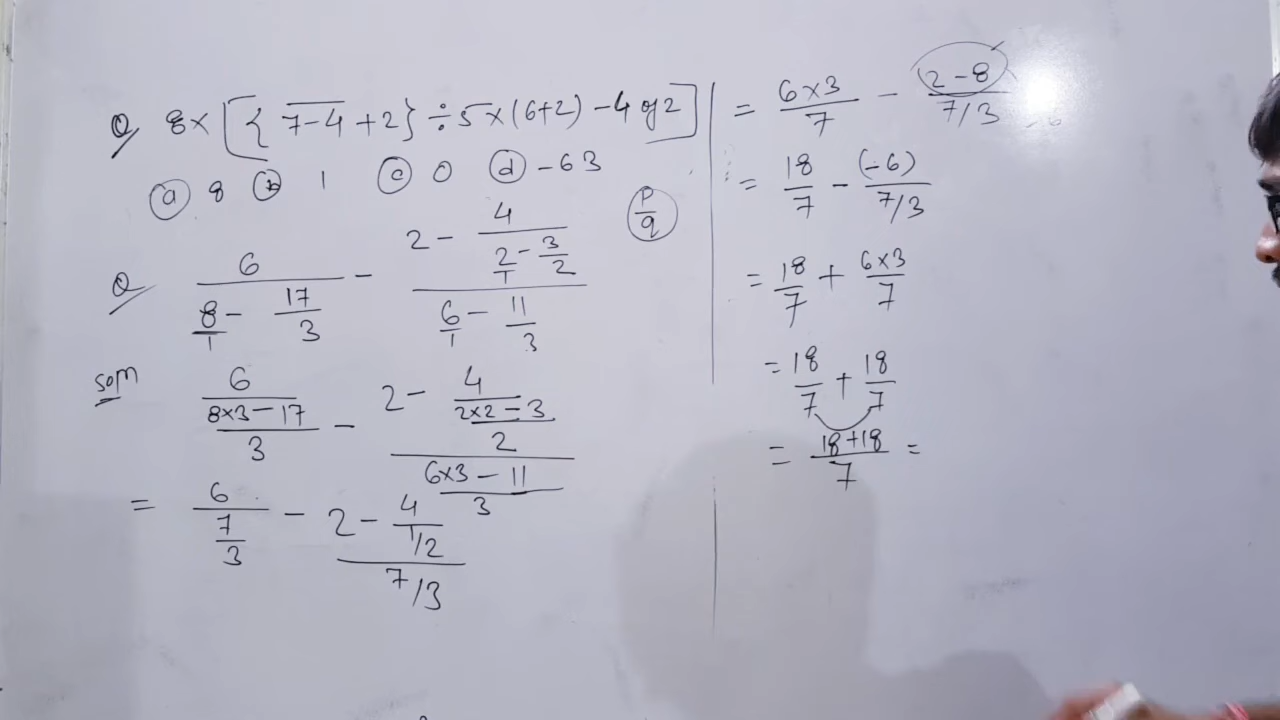 Q 8 × [{ 7-4 + 2 } ÷ 5 × (6+2) - 4 of 2]
(a) 8 (b) 1 (c) 0 (d) -63
p/q
Q 6/(8/1 - 17/3) - (2 - 4/(2/1 - 3/2))/(6/1 - 11/3)
Som 6/((8×3-17)/3) - (2 - 4/((2×2-3)/2))/((6×3-11)/3)
= 6/(7/3) - (2 - 4/(1/2))/(7/3)
= (6×3)/7 - (2-8)/(7/3)
= 18/7 - (-6)/(7/3)
= 18/7 + (6×3)/7
= 18/7 + 18/7
= (18+18)/7 =